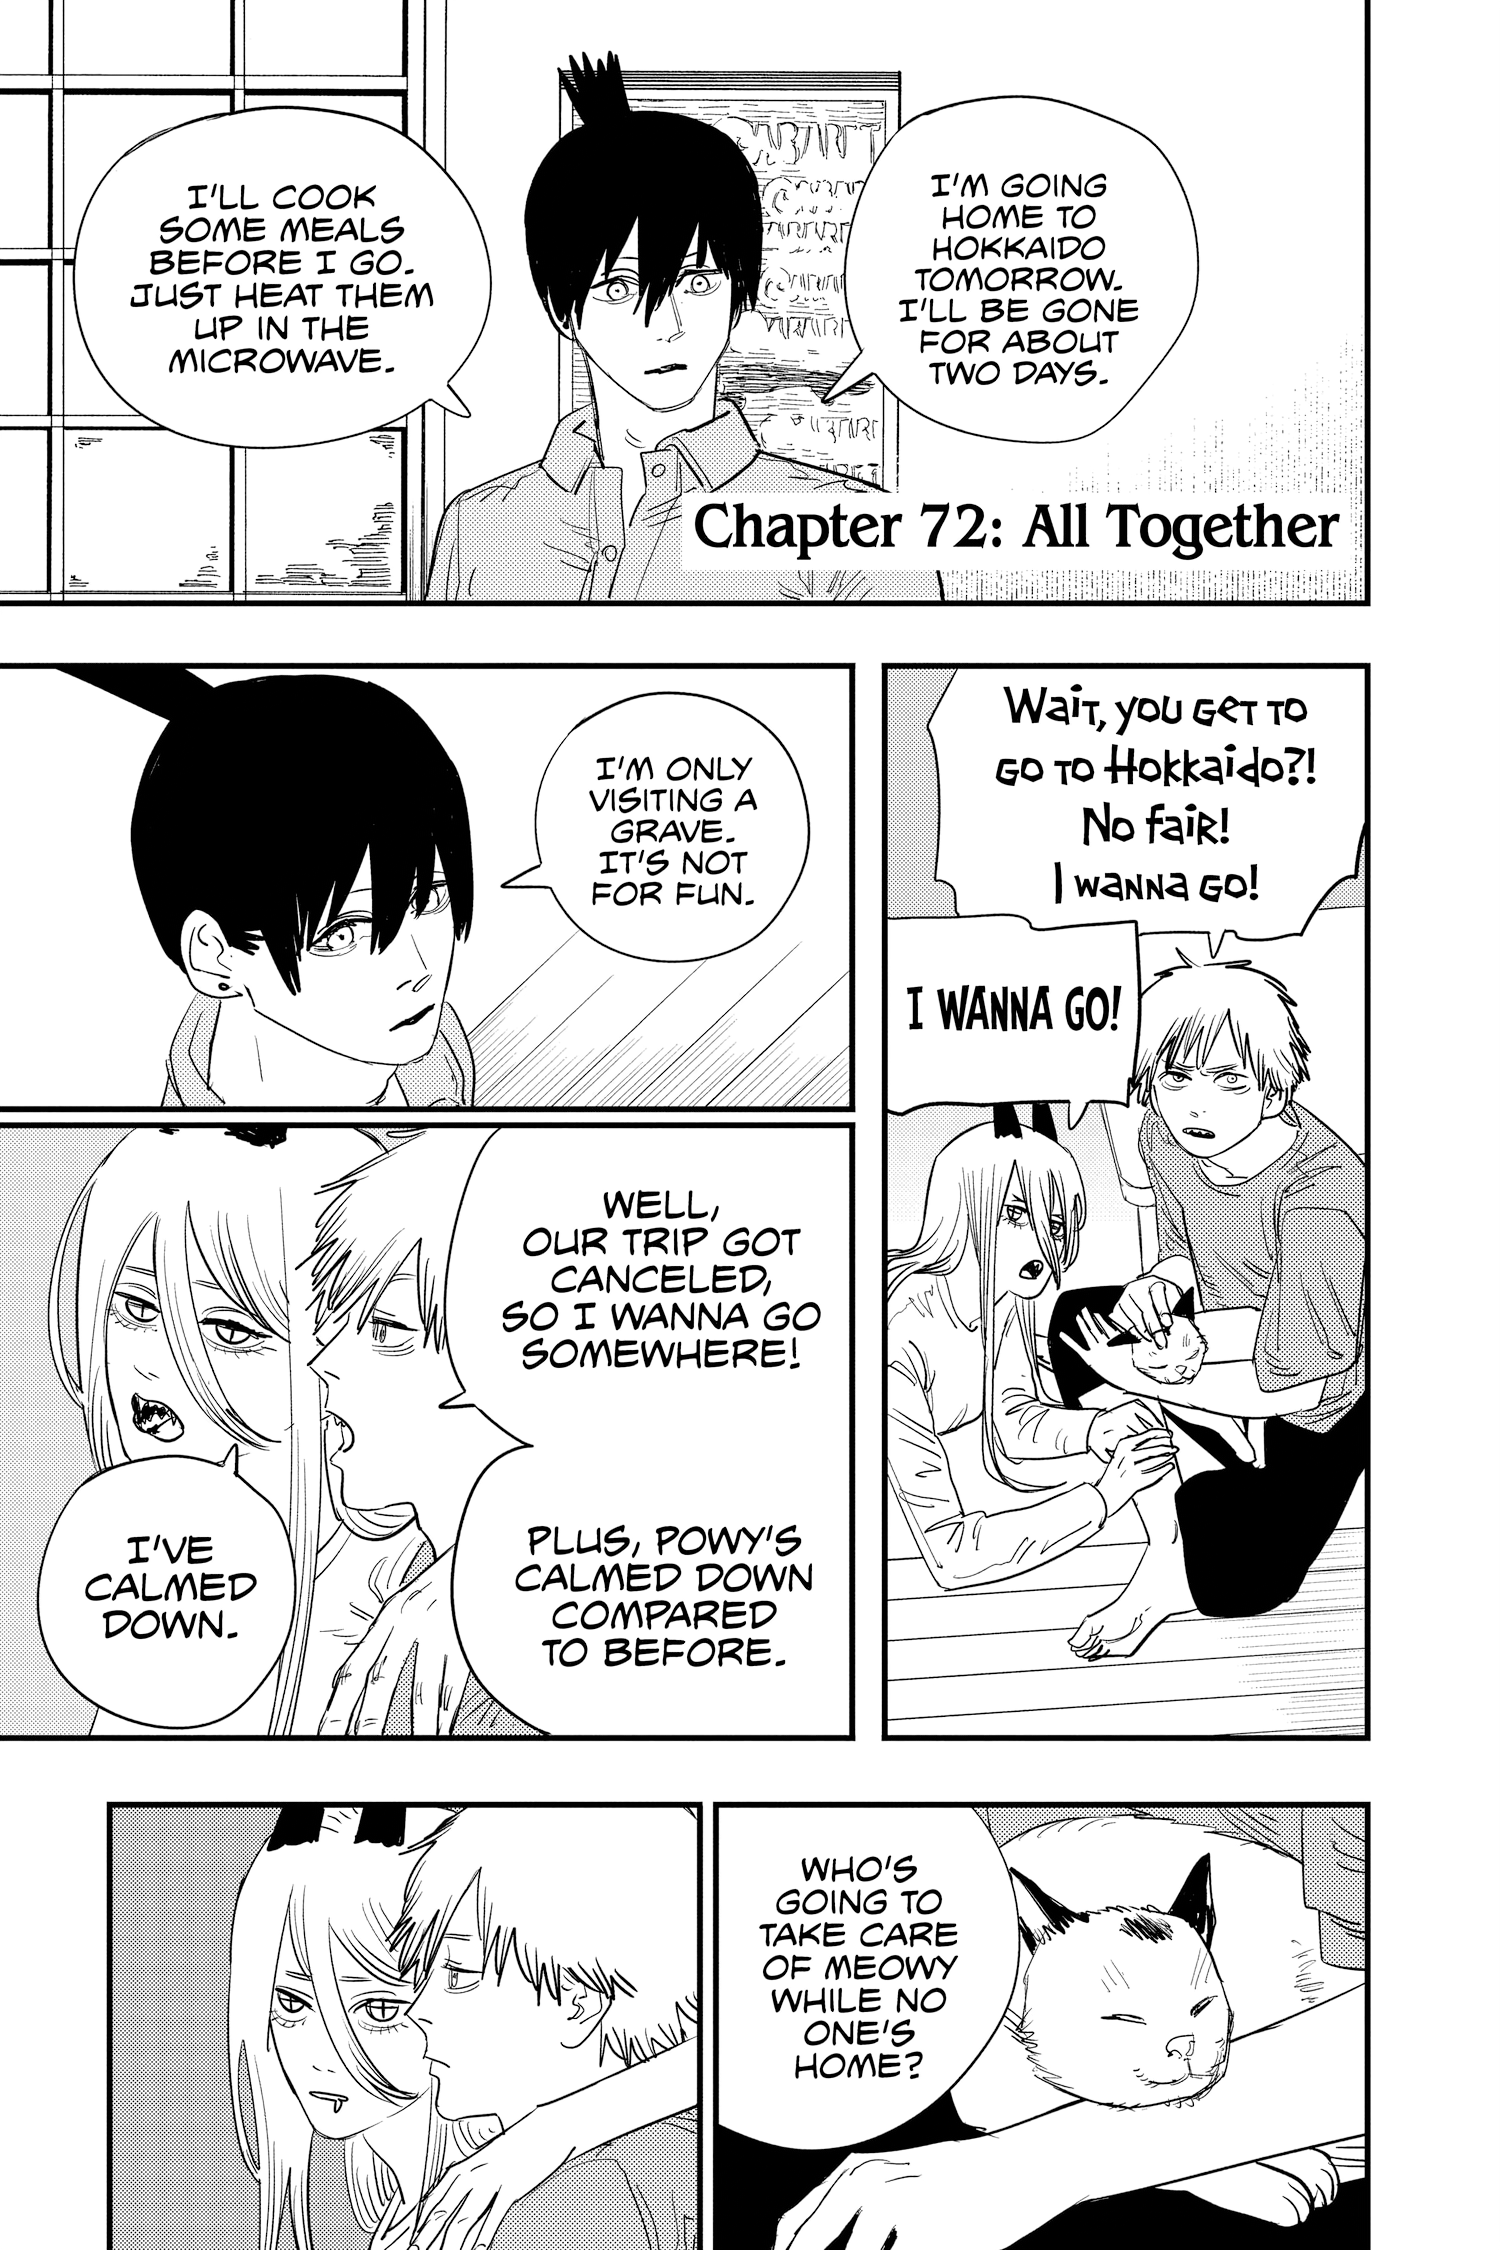 I'M GOING
HOME TO
HOKKAIDO
TOMORROW.
I'LL BE GONE
FOR ABOUT
TWO DAYS.
I'LL COOK
SOME MEALS
BEFORE I GO.
JUST HEAT THEM
UP IN THE
MICROWAVE.
CABARET
Chapter 72: All Together
Wait, you get to
go to Hokkaido?!
No fair!
I wanna go!
I WANNA GO!
I'M ONLY
VISITING A
GRAVE.
IT'S NOT
FOR FUN.
WELL,
OUR TRIP GOT
CANCELED,
SO I WANNA GO
SOMEWHERE!
PLUS, POWY'S
CALMED DOWN
COMPARED
TO BEFORE.
I'VE
CALMED
DOWN.
WHO'S
GOING TO
TAKE CARE
OF MEOWY
WHILE NO
ONE'S
HOME?